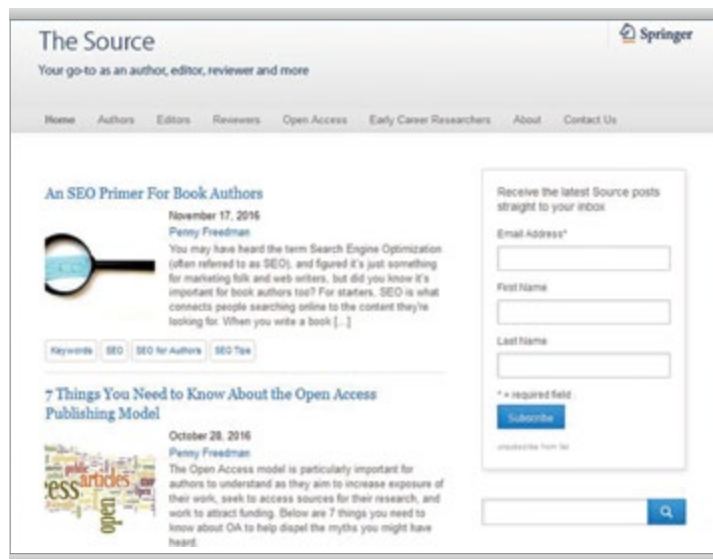 The Source
Springer
Your go-to as an author, editor, reviewer and more
Home Authors Editors Reviewers Open Access Early Career Researchers About Contact Us
An SEO Primer For Book Authors
November 17, 2016
Penny Freedman
You may have heard the term Search Engine Optimization
(often referred to as SEO), and figured it's just something
for marketing folk and web writers, but did you know it's
important for book authors too? For starters, SEO is what
connects people searching online to the content they're
looking for. When you write a book [...]
Keywords SEO SEO for Authors SEO Tips
7 Things You Need to Know About the Open Access
Publishing Model
October 28, 2016
Penny Freedman
The Open Access model is particularly important for
authors to understand as they aim to increase exposure of
their work, seek to access sources for their research, and
work to attract funding. Below are 7 things you need to
know about OA to help dispel the myths you might have
heard.
public
articles
ess
open
Open
Receive the latest Source posts
straight to your inbox
Email Address*
First Name
Last Name
* = required field
Subscribe
unsubscribe from list